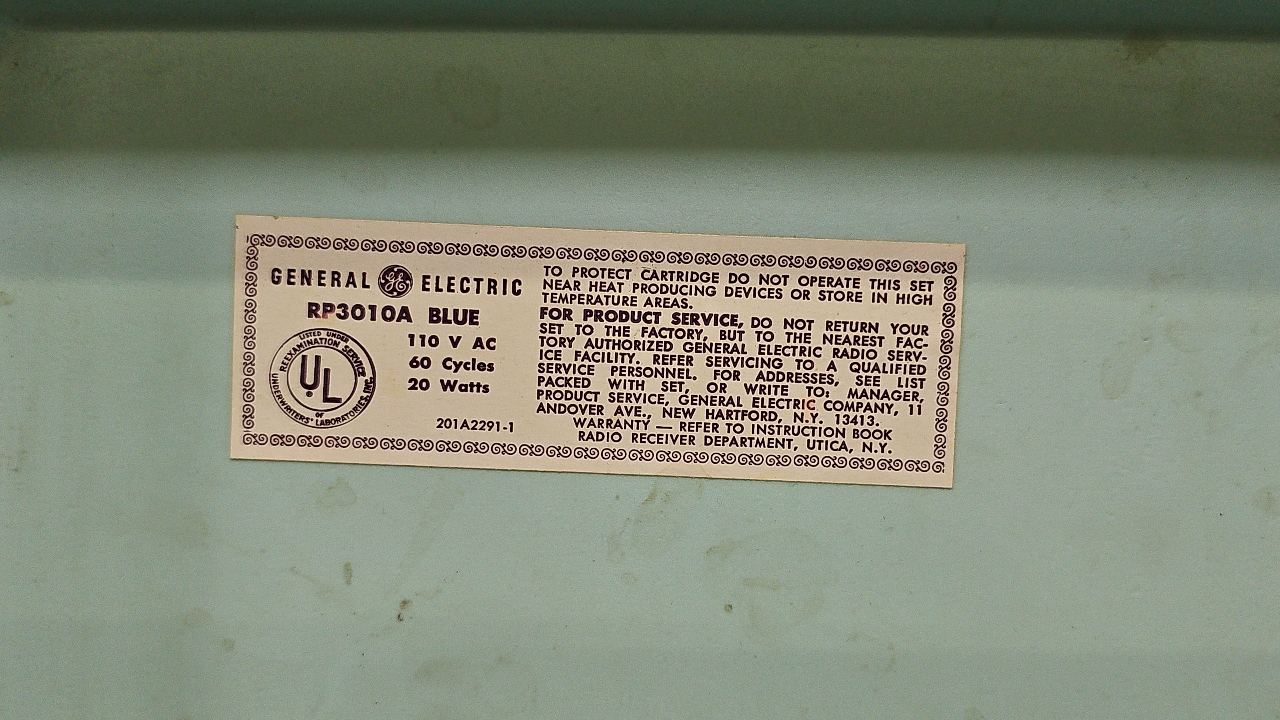 GENERAL GE ELECTRIC
RP3010A BLUE
110 V AC
60 Cycles
20 Watts
LISTED UNDER
REEXAMINATION SERVICE
UL
OF
UNDERWRITERS' LABORATORIES, INC.
201A2291-1
TO PROTECT CARTRIDGE DO NOT OPERATE THIS SET
NEAR HEAT PRODUCING DEVICES OR STORE IN HIGH
TEMPERATURE AREAS.
FOR PRODUCT SERVICE, DO NOT RETURN YOUR
SET TO THE FACTORY, BUT TO THE NEAREST FAC-
TORY AUTHORIZED GENERAL ELECTRIC RADIO SERV-
ICE FACILITY. REFER SERVICING TO A QUALIFIED
SERVICE PERSONNEL. FOR ADDRESSES, SEE LIST
PACKED WITH SET, OR WRITE TO: MANAGER,
PRODUCT SERVICE, GENERAL ELECTRIC COMPANY, 11
ANDOVER AVE., NEW HARTFORD, N.Y. 13413.
WARRANTY — REFER TO INSTRUCTION BOOK
RADIO RECEIVER DEPARTMENT, UTICA, N.Y.